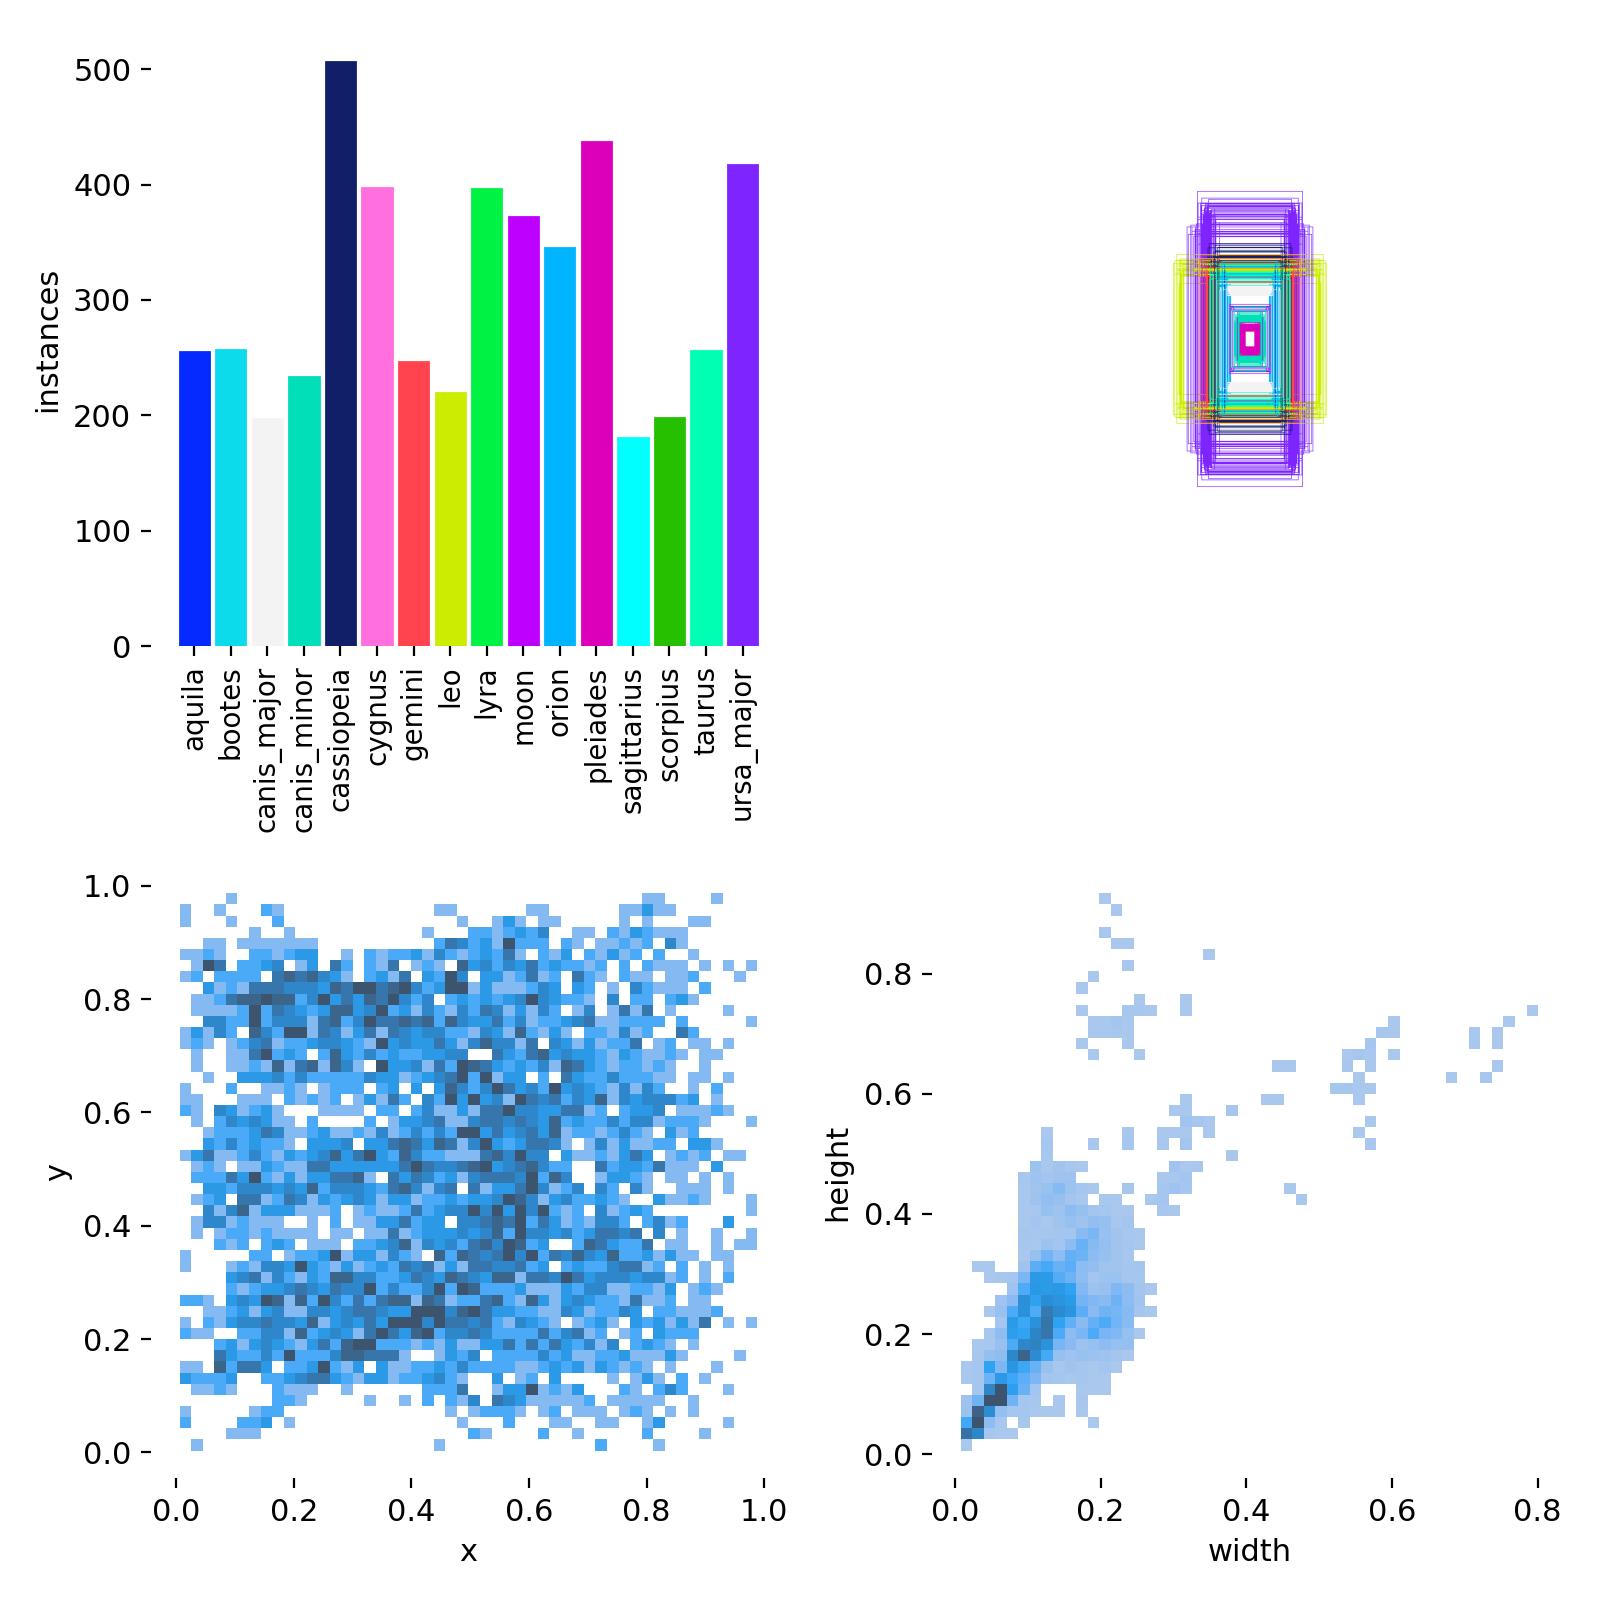 500
400
300
200
100
0
instances
aquila
bootes
canis_major
canis_minor
cassiopeia
cygnus
gemini
leo
lyra
moon
orion
pleiades
sagittarius
scorpius
taurus
ursa_major
1.0
0.8
0.6
0.4
0.2
0.0
y
0.0 0.2 0.4 0.6 0.8 1.0
x
0.8
0.6
0.4
0.2
0.0
height
0.0 0.2 0.4 0.6 0.8
width